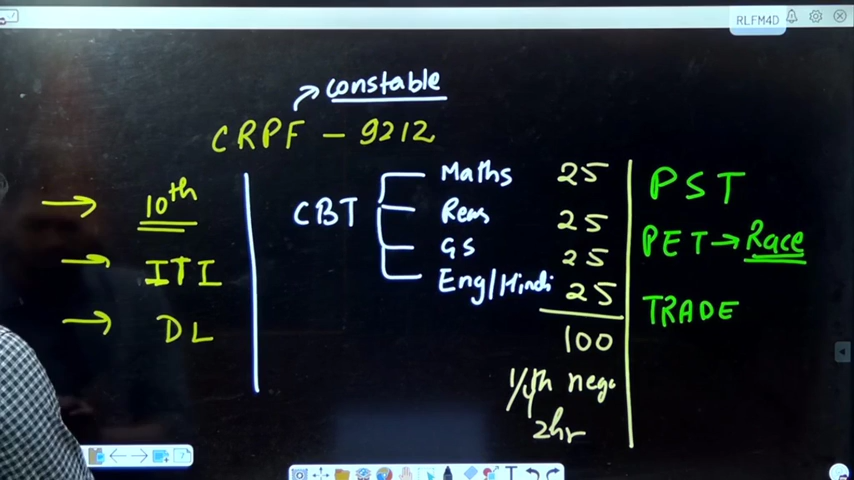 RLFM4D
constable
CRPF - 9212
→ 10th
→ ITI
→ DL
CBT
Maths 25
Reas 25
GS 25
Eng/Hindi 25
100
1/4th nega
2hr
PST
PET → Race
TRADE